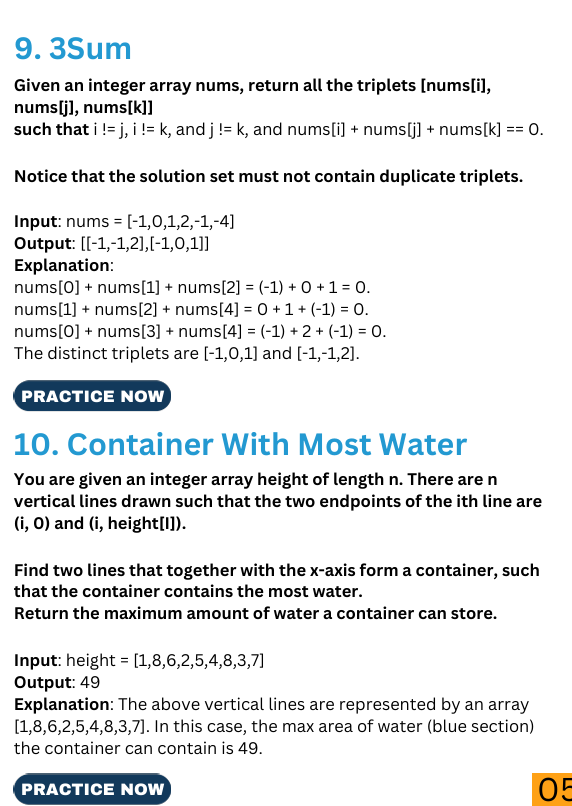 9. 3Sum
Given an integer array nums, return all the triplets [nums[i],
nums[j], nums[k]]
such that i != j, i != k, and j != k, and nums[i] + nums[j] + nums[k] == 0.
Notice that the solution set must not contain duplicate triplets.
Input: nums = [-1,0,1,2,-1,-4]
Output: [[-1,-1,2],[-1,0,1]]
Explanation:
nums[0] + nums[1] + nums[2] = (-1) + 0 + 1 = 0.
nums[1] + nums[2] + nums[4] = 0 + 1 + (-1) = 0.
nums[0] + nums[3] + nums[4] = (-1) + 2 + (-1) = 0.
The distinct triplets are [-1,0,1] and [-1,-1,2].
PRACTICE NOW
10. Container With Most Water
You are given an integer array height of length n. There are n
vertical lines drawn such that the two endpoints of the ith line are
(i, 0) and (i, height[I]).
Find two lines that together with the x-axis form a container, such
that the container contains the most water.
Return the maximum amount of water a container can store.
Input: height = [1,8,6,2,5,4,8,3,7]
Output: 49
Explanation: The above vertical lines are represented by an array
[1,8,6,2,5,4,8,3,7]. In this case, the max area of water (blue section)
the container can contain is 49.
PRACTICE NOW
05